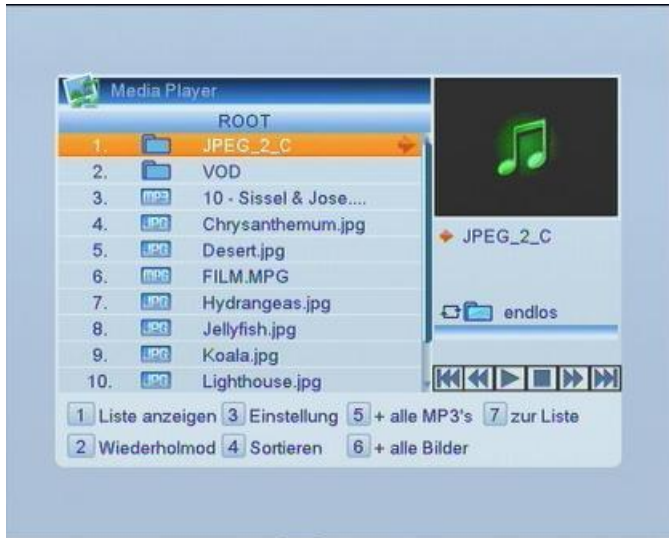 Media Player
ROOT
1. JPEG_2_C
2. VOD
3. MP3 10 - Sissel & Jose....
4. JPG Chrysanthemum.jpg
5. JPG Desert.jpg
6. MPG FILM.MPG
7. JPG Hydrangeas.jpg
8. JPG Jellyfish.jpg
9. JPG Koala.jpg
10. JPG Lighthouse.jpg
JPEG_2_C
endlos
1 Liste anzeigen 3 Einstellung 5 + alle MP3's 7 zur Liste
2 Wiederholmod 4 Sortieren 6 + alle Bilder